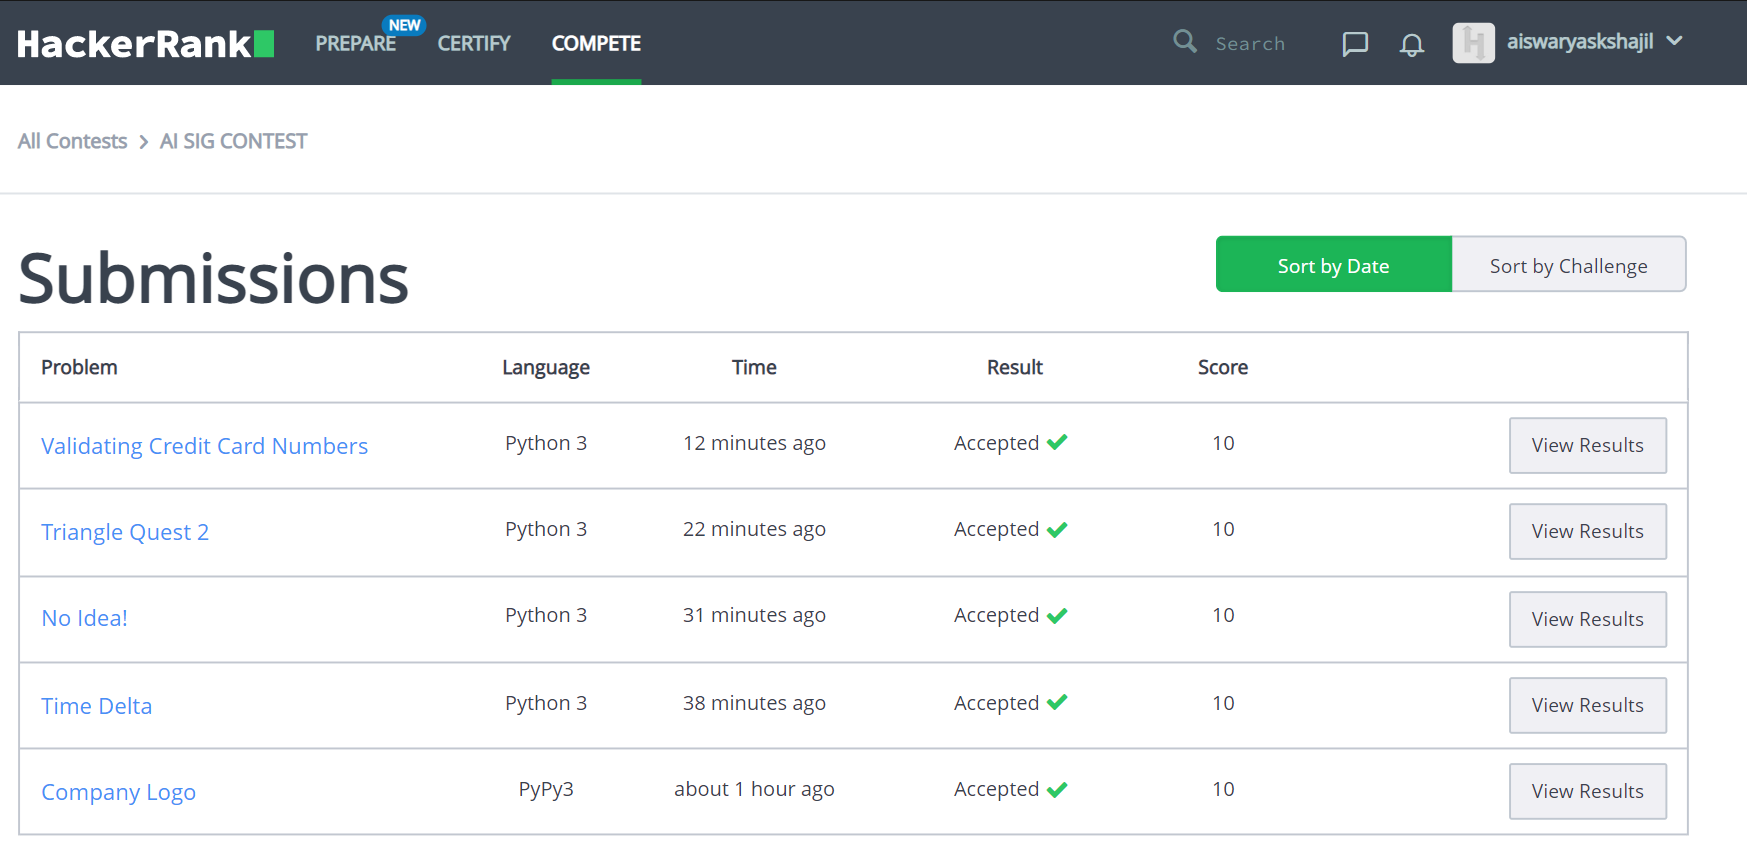 HackerRank PREPARE NEW CERTIFY COMPETE Search aiswaryaskshajil
All Contests > AI SIG CONTEST
Submissions
Sort by Date Sort by Challenge
Problem Language Time Result Score
Validating Credit Card Numbers Python 3 12 minutes ago Accepted 10 View Results
Triangle Quest 2 Python 3 22 minutes ago Accepted 10 View Results
No Idea! Python 3 31 minutes ago Accepted 10 View Results
Time Delta Python 3 38 minutes ago Accepted 10 View Results
Company Logo PyPy3 about 1 hour ago Accepted 10 View Results